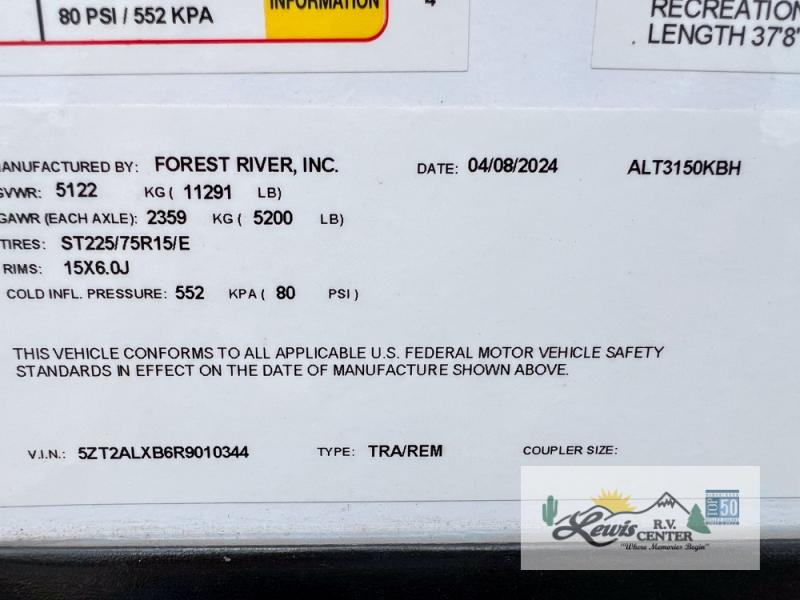 80 PSI / 552 KPA
INFORMATION
4
RECREATION
LENGTH 37'8"
MANUFACTURED BY: FOREST RIVER, INC. DATE: 04/08/2024 ALT3150KBH
GVWR: 5122 KG ( 11291 LB)
GAWR (EACH AXLE): 2359 KG ( 5200 LB)
TIRES: ST225/75R15/E
RIMS: 15X6.0J
COLD INFL. PRESSURE: 552 KPA ( 80 PSI )
THIS VEHICLE CONFORMS TO ALL APPLICABLE U.S. FEDERAL MOTOR VEHICLE SAFETY
STANDARDS IN EFFECT ON THE DATE OF MANUFACTURE SHOWN ABOVE.
V.I.N.: 5ZT2ALXB6R9010344 TYPE: TRA/REM COUPLER SIZE:
Lewis R.V. CENTER
"Where Memories Begin"
TOP 50